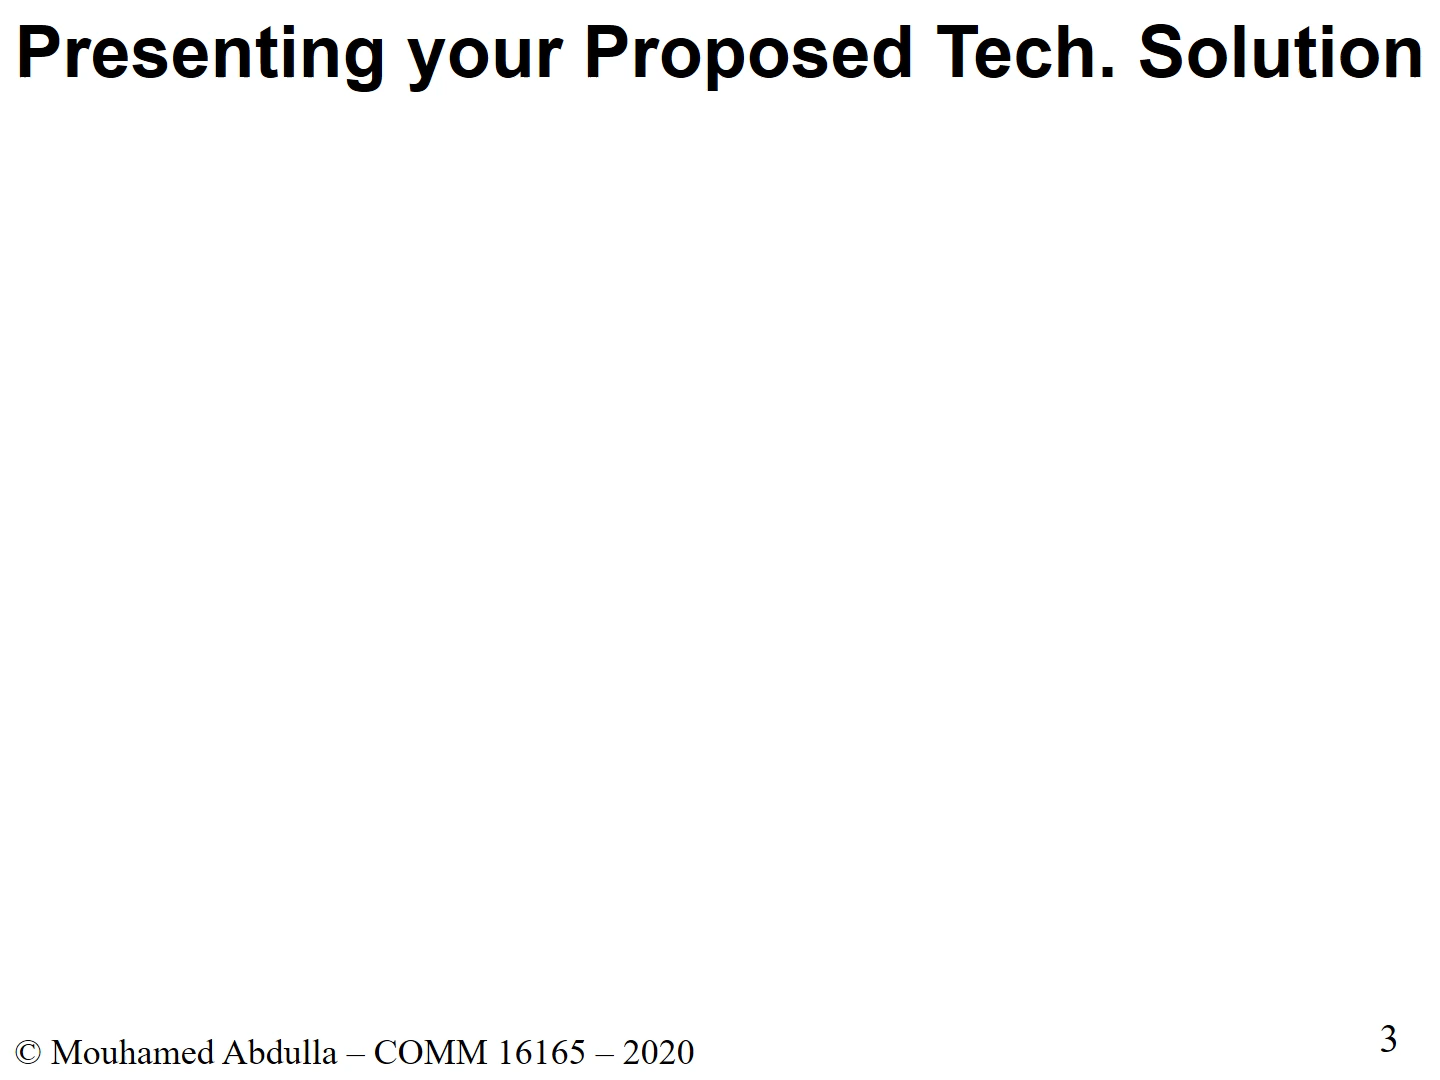 Presenting your Proposed Tech. Solution
© Mouhamed Abdulla – COMM 16165 – 2020
3